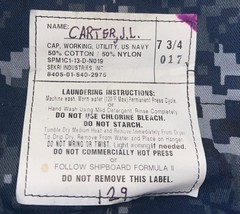 NAME: CARTER, J.L.
CAP, WORKING, UTILITY, US NAVY 7 3/4
50% COTTON / 50% NYLON 017
SPM1C1-13-D-N019
SEKRI INDUSTRIES, INC.
8405-01-540-2976
LAUNDERING INSTRUCTIONS:
Machine wash, Warm water (100°F Max) Permanent Press Cycle
or
Hand Wash Using Mild Detergent, Rinse Completely.
DO NOT USE CHLORINE BLEACH.
DO NOT STARCH.
Tumble Dry Medium Heat and Remove Immediately From Dryer.
To Drip Dry, Remove From Water and Place on Hanger.
DO NOT WRING OR TWIST. Light ironing if needed.
DO NOT COMMERCIALLY HOT PRESS
or
FOLLOW SHIPBOARD FORMULA II
DO NOT REMOVE THIS LABEL.
129